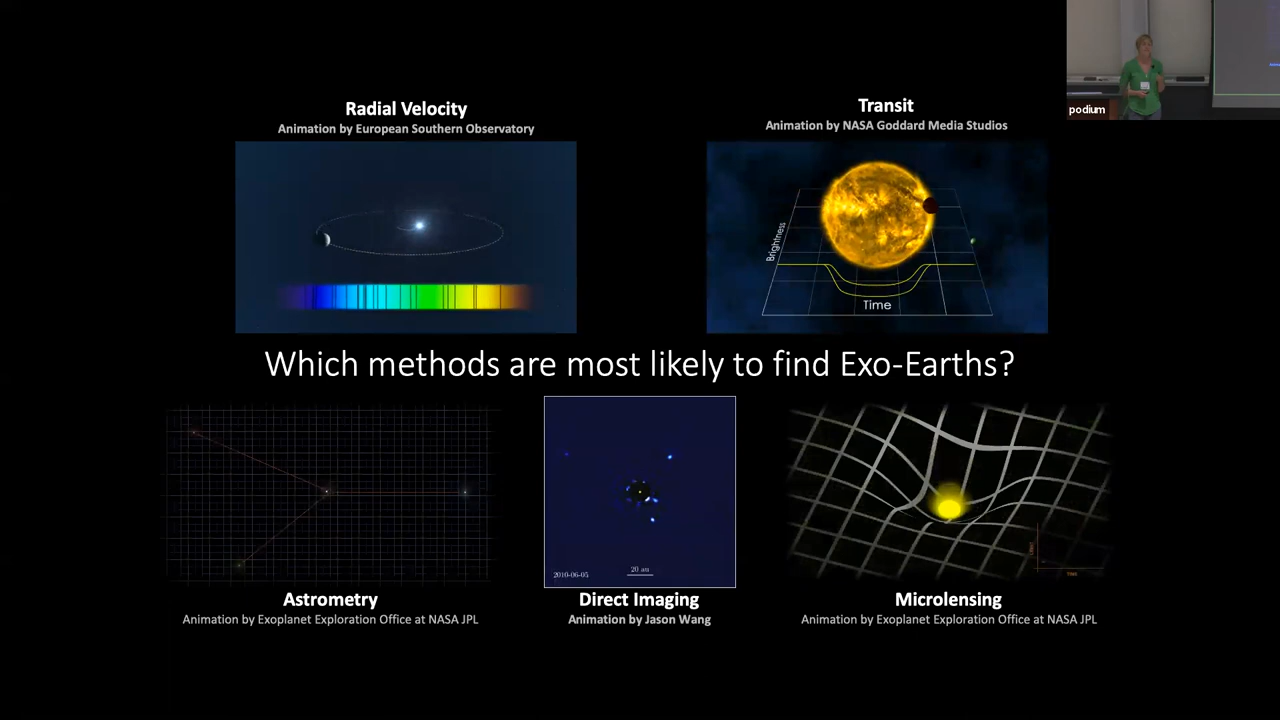 podium
Radial Velocity
Animation by European Southern Observatory
Transit
Animation by NASA Goddard Media Studios
Brightness
Time
Which methods are most likely to find Exo-Earths?
2010-06-05
20 au
Astrometry
Animation by Exoplanet Exploration Office at NASA JPL
Direct Imaging
Animation by Jason Wang
Microlensing
Animation by Exoplanet Exploration Office at NASA JPL